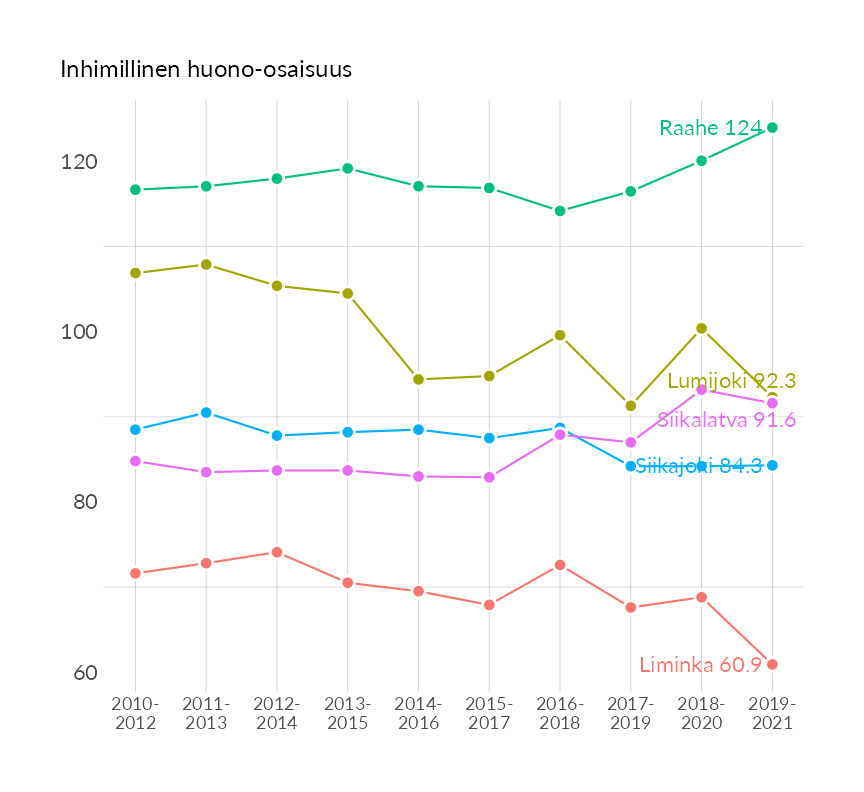 Inhimillinen huono-osaisuus
Raahe 124
120
100
Lumijoki 92.3
Siikalatva 91.6
Siikajoki 84.3
80
Liminka 60.9
60
2010- 2011- 2012- 2013- 2014- 2015- 2016- 2017- 2018- 2019-
2012 2013 2014 2015 2016 2017 2018 2019 2020 2021